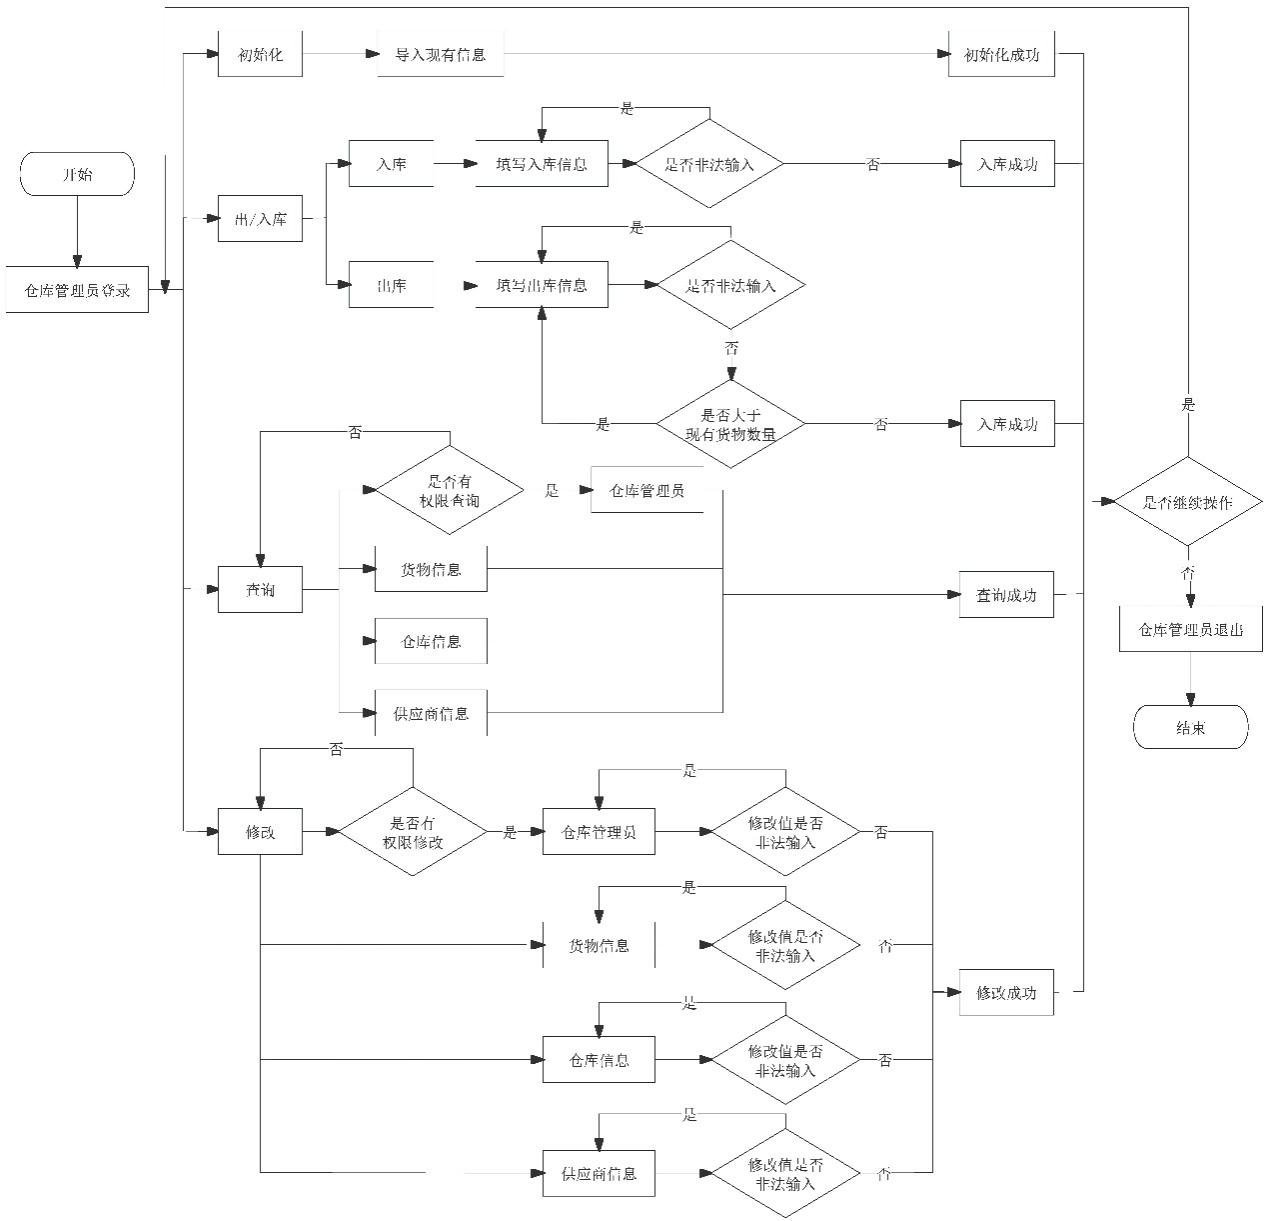 初始化
导入现有信息
初始化成功
是
开始
入库
填写入库信息
是否非法输入
否
入库成功
出/入库
是
仓库管理员登录
出库
填写出库信息
是否非法输入
否
是
是否大于
现有货物数量
否
入库成功
是
否
是否有
权限查询
是
仓库管理员
是否继续操作
货物信息
查询
查询成功
否
仓库信息
仓库管理员退出
供应商信息
结束
否
是
修改
是否有
权限修改
是
仓库管理员
修改值是否
非法输入
否
是
货物信息
修改值是否
非法输入
否
修改成功
是
仓库信息
修改值是否
非法输入
否
是
供应商信息
修改值是否
非法输入
否